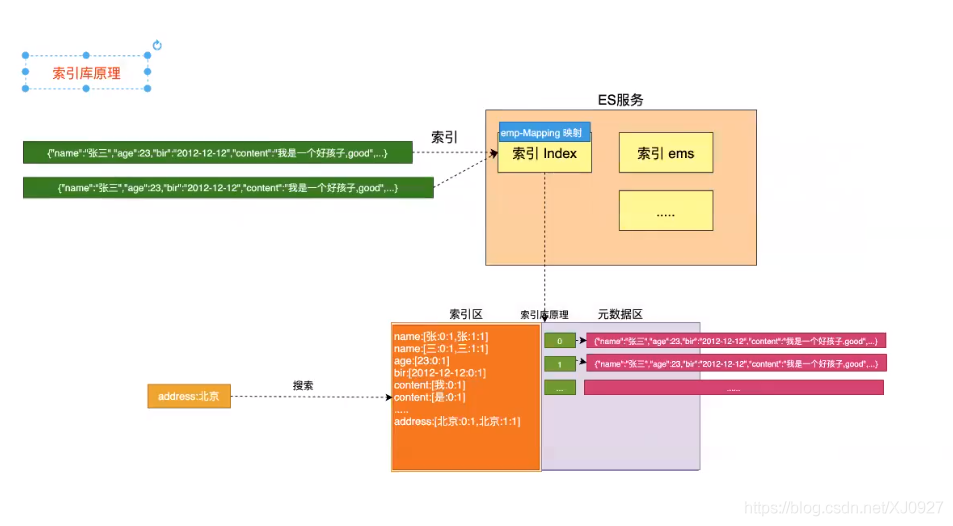 索引库原理
ES服务
emp-Mapping 映射
索引 Index
索引 ems
.....
索引
{"name":"张三","age":23,"bir":"2012-12-12","content":"我是一个好孩子,good",...}
{"name":"张三","age":23,"bir":"2012-12-12","content":"我是一个好孩子,good",...}
索引区
索引库原理
元数据区
name:[张:0:1,张:1:1]
name:[三:0:1,三:1:1]
age:[23:0:1]
bir:[2012-12-12:0:1]
content:[我:0:1]
content:[是:0:1]
.....
address:[北京:0:1,北京:1:1]
0
{"name":"张三","age":23,"bir":"2012-12-12","content":"我是一个好孩子,good",...}
1
{"name":"张三","age":23,"bir":"2012-12-12","content":"我是一个好孩子,good",...}
...
......
搜索
address:北京
https://blog.csdn.net/XJ0927